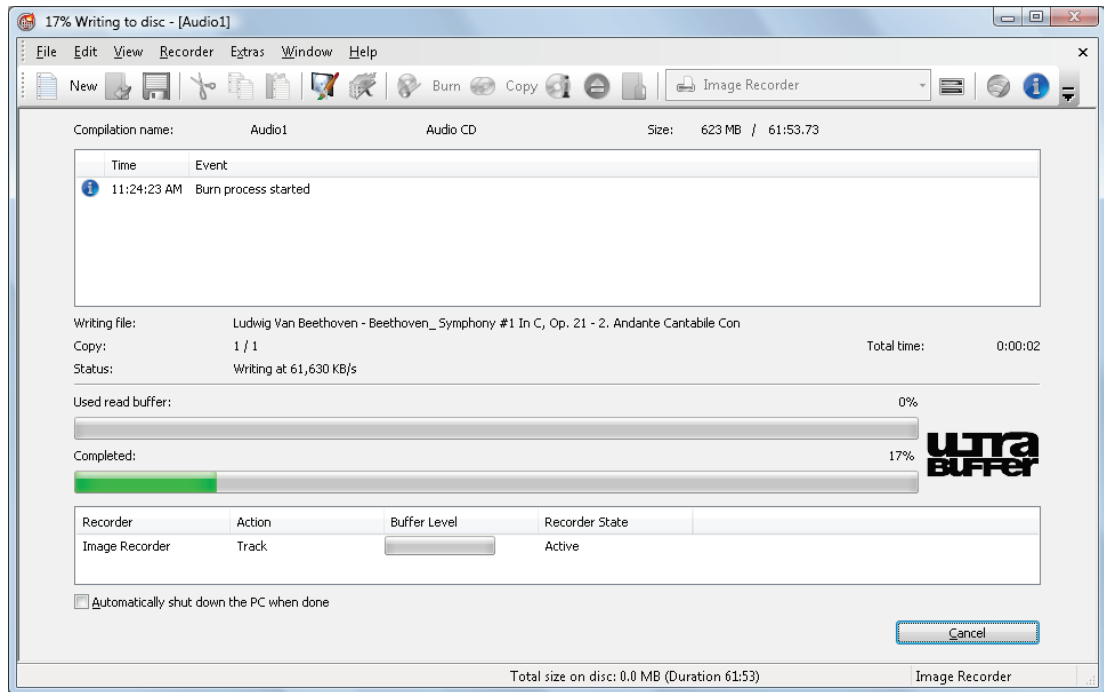 17% Writing to disc - [Audio1]
File Edit View Recorder Extras Window Help
New Burn Copy Image Recorder
Compilation name: Audio1 Audio CD Size: 623 MB / 61:53.73
Time Event
11:24:23 AM Burn process started
Writing file: Ludwig Van Beethoven - Beethoven_ Symphony #1 In C, Op. 21 - 2. Andante Cantabile Con
Copy: 1 / 1 Total time: 0:00:02
Status: Writing at 61,630 KB/s
Used read buffer: 0%
Completed: 17%
ultra
BUFFer
Recorder Action Buffer Level Recorder State
Image Recorder Track Active
Automatically shut down the PC when done
Cancel
Total size on disc: 0.0 MB (Duration 61:53) Image Recorder